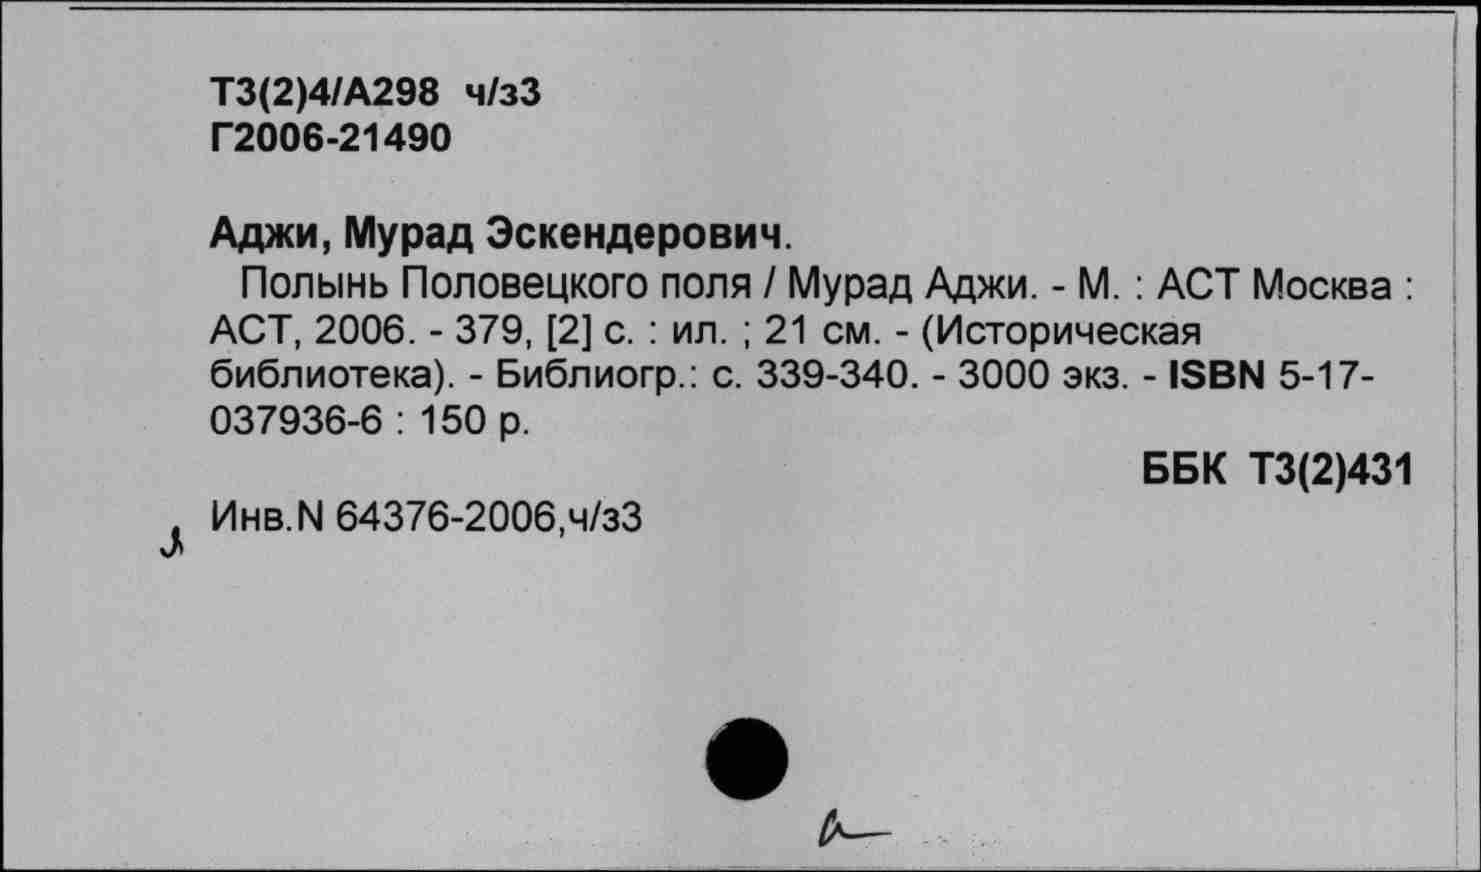 Т3(2)4/А298 ч/з3
Г2006-21490
Аджи, Мурад Эскендерович.
Полынь Половецкого поля / Мурад Аджи. - М. : АСТ Москва :
АСТ, 2006. - 379, [2] с. : ил. ; 21 см. - (Историческая
библиотека). - Библиогр.: с. 339-340. - 3000 экз. - ISBN 5-17-
037936-6 : 150 р.
ББК Т3(2)431
Инв.N 64376-2006,ч/з3